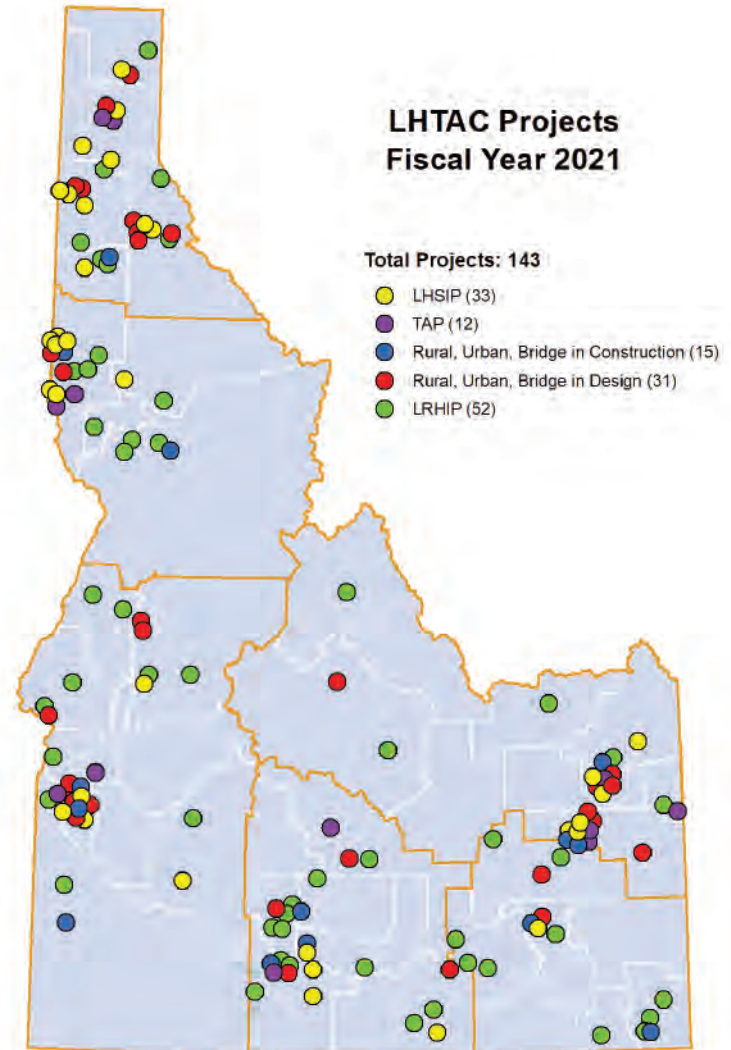 LHTAC Projects
Fiscal Year 2021
Total Projects: 143
LHSIP (33)
TAP (12)
Rural, Urban, Bridge in Construction (15)
Rural, Urban, Bridge in Design (31)
LRHIP (52)